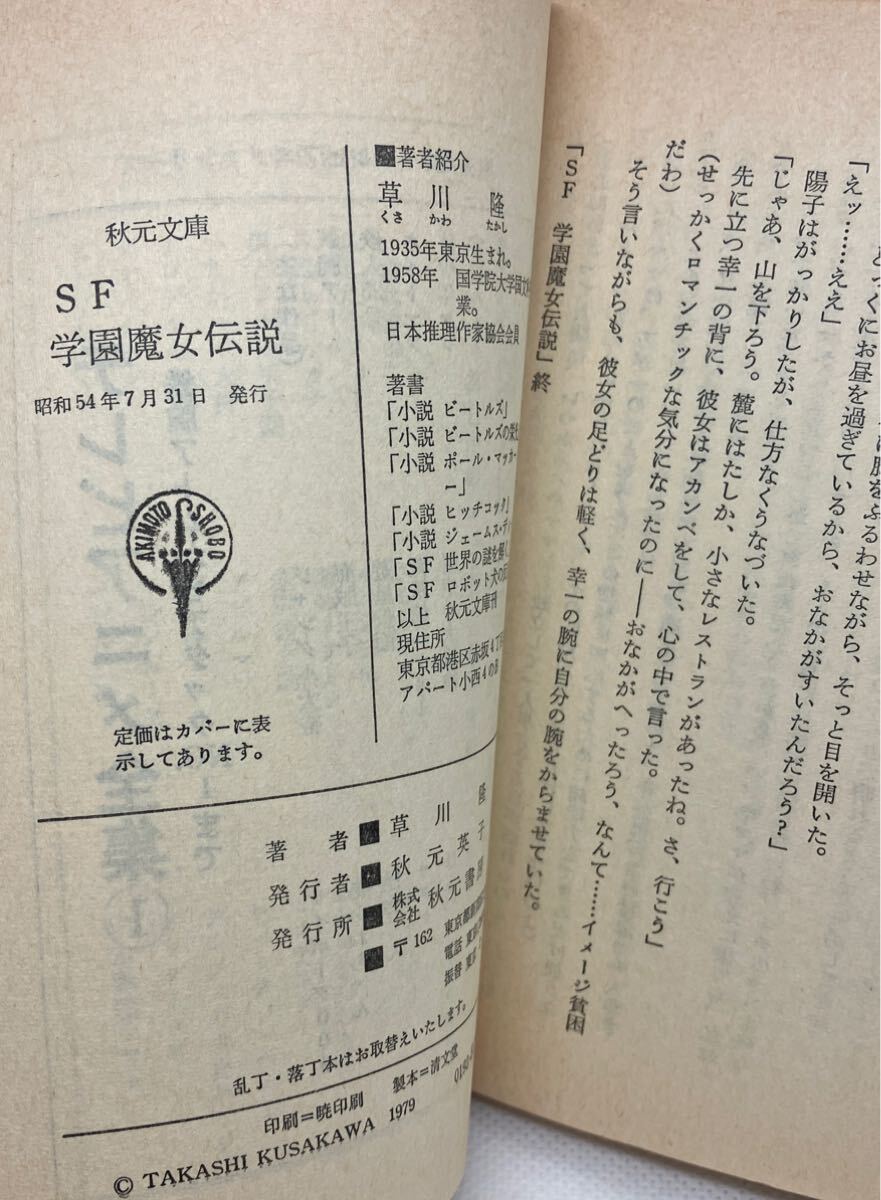 とっくにお昼を過ぎているから、おなかがすいたんだろう?」
「えッ……ええ」
陽子はがっかりしたが、仕方なくうなづいた。
「じゃあ、山を下ろう。麓にはたしか、小さなレストランがあったね。さ、行こう」
先に立つ幸一の背に、彼女はアカンベをして、心の中で言った。
(せっかくロマンチックな気分になったのに――おなかがへったろう、なんて……イメージ貧困
だわ)
そう言いながらも、彼女の足どりは軽く、幸一の腕に自分の腕をからませていた。
「SF 学園魔女伝説」終
■著者紹介
草川 隆
くさ かわ たかし
1935年東京生まれ。
1958年 国学院大学国文
業。
日本推理作家協会会員
著書
「小説 ビートルズ」
「小説 ビートルズの
「小説 ポール・マッカー
ー」
「小説 ヒッチコック」
「小説 ジェームス・デ
「SF 世界の謎を解く
「SF ロボット犬の
以上 秋元文庫刊
現住所
東京都港区赤坂4丁
アパート小西4のB
秋元文庫
SF
学園魔女伝説
昭和54年7月31日 発行
AKIMOTO SHOBO
定価はカバーに表
示してあります。
著者■草川 隆
発行者■秋元英子
発行所■株式会社秋元書房
■〒162 東京都新
電話 東京
振替 東京
乱丁・落丁本はお取替えいたします。
印刷=暁印刷 製本=清文堂
© TAKASHI KUSAKAWA 1979